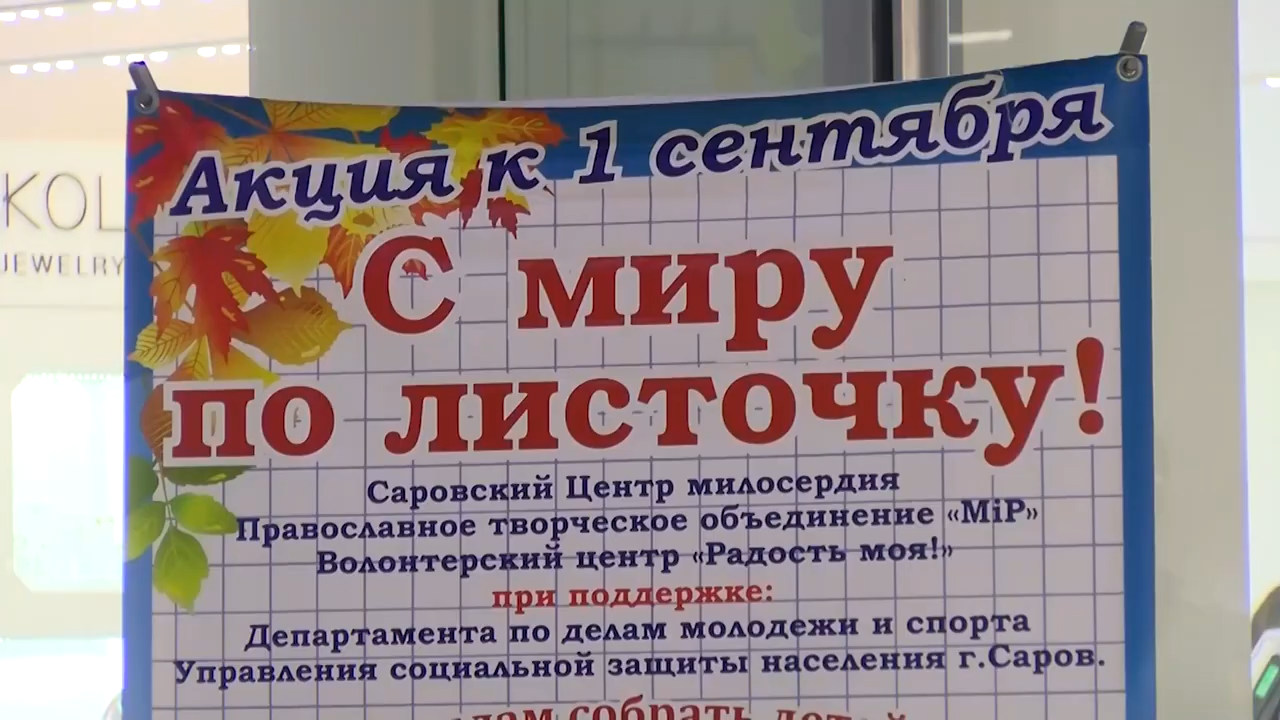 Акция к 1 сентября
С миру
по листочку!
Саровский Центр милосердия
Православное творческое объединение «МiР»
Волонтерский центр «Радость моя!»
при поддержке:
Департамента по делам молодежи и спорта
Управления социальной защиты населения г.Саров.
собрать
KOL
JEWELRY